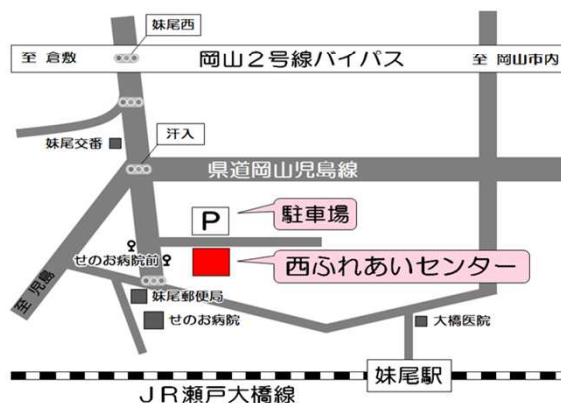 妹尾西
至 倉敷
岡山2号線バイパス
至 岡山市内
妹尾交番
汗入
県道岡山児島線
P
駐車場
せのお病院前
西ふれあいセンター
至 児島
妹尾郵便局
せのお病院
大橋医院
妹尾駅
JR瀬戸大橋線